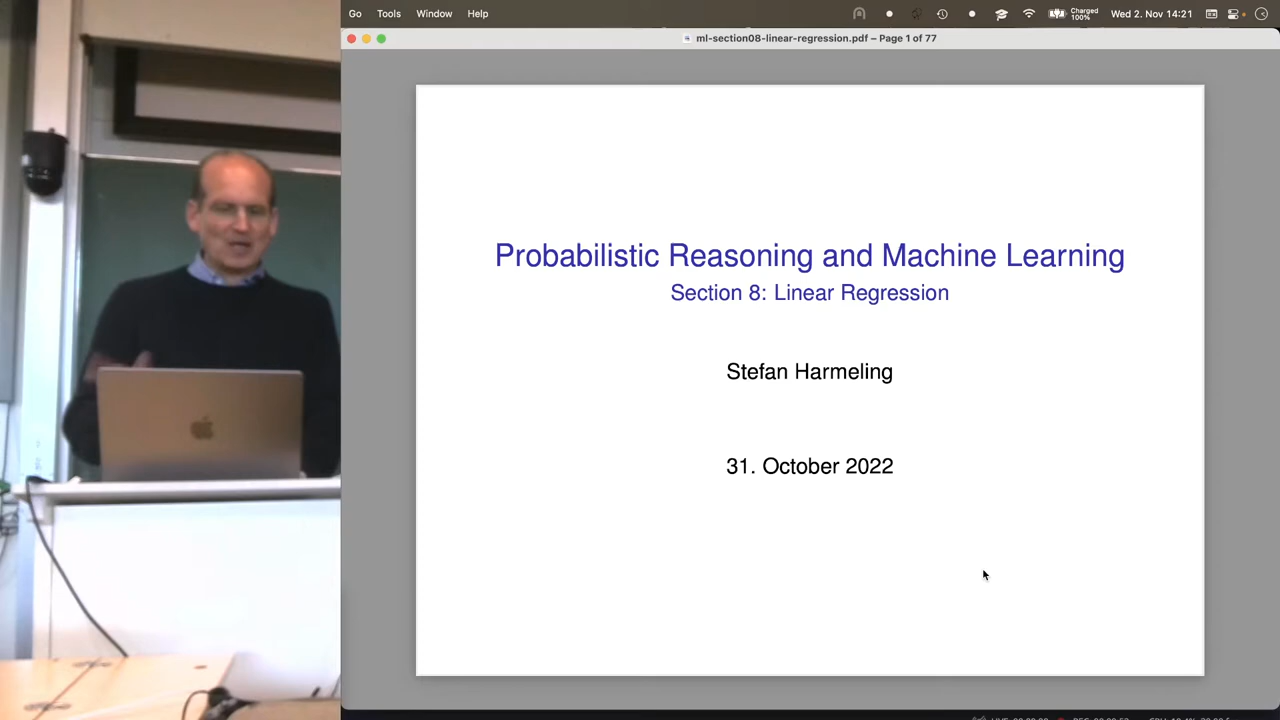 Go Tools Window Help Charged 100% Wed 2. Nov 14:21
ml-section08-linear-regression.pdf – Page 1 of 77
Probabilistic Reasoning and Machine Learning
Section 8: Linear Regression
Stefan Harmeling
31. October 2022